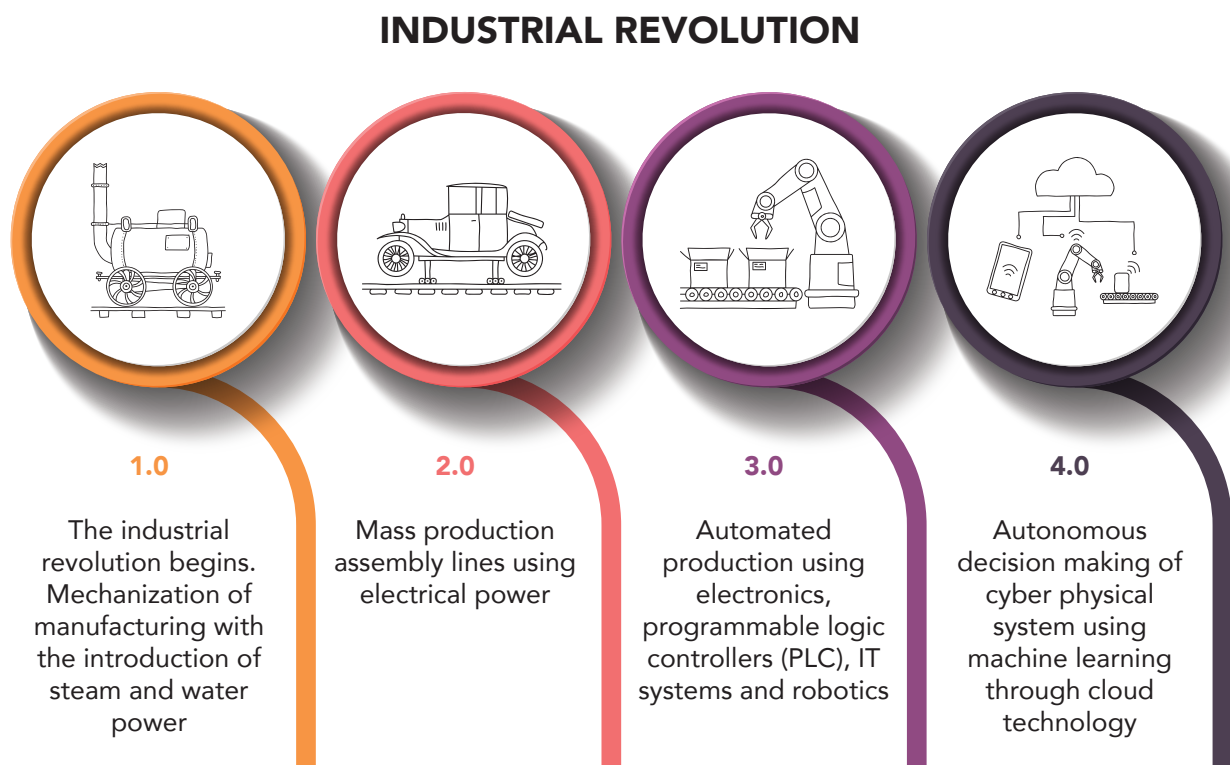 INDUSTRIAL REVOLUTION
1.0
The industrial
revolution begins.
Mechanization of
manufacturing with
the introduction of
steam and water
power
2.0
Mass production
assembly lines using
electrical power
3.0
Automated
production using
electronics,
programmable logic
controllers (PLC), IT
systems and robotics
4.0
Autonomous
decision making of
cyber physical
system using
machine learning
through cloud
technology